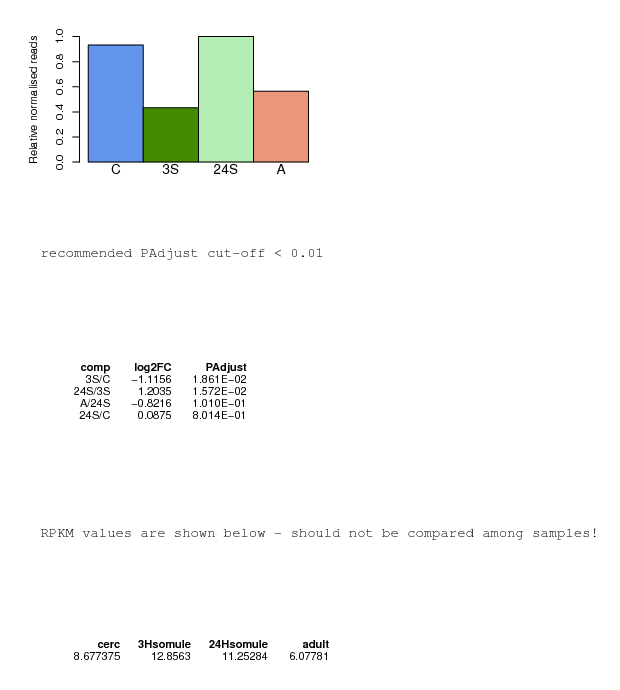 Relative normalised reads
1.0
0.8
0.6
0.4
0.2
0.0
C 3S 24S A
recommended PAdjust cut-off < 0.01
comp log2FC PAdjust
3S/C −1.1156 1.861E−02
24S/3S 1.2035 1.572E−02
A/24S −0.8216 1.010E−01
24S/C 0.0875 8.014E−01
RPKM values are shown below - should not be compared among samples!
cerc 3Hsomule 24Hsomule adult
8.677375 12.8563 11.25284 6.07781